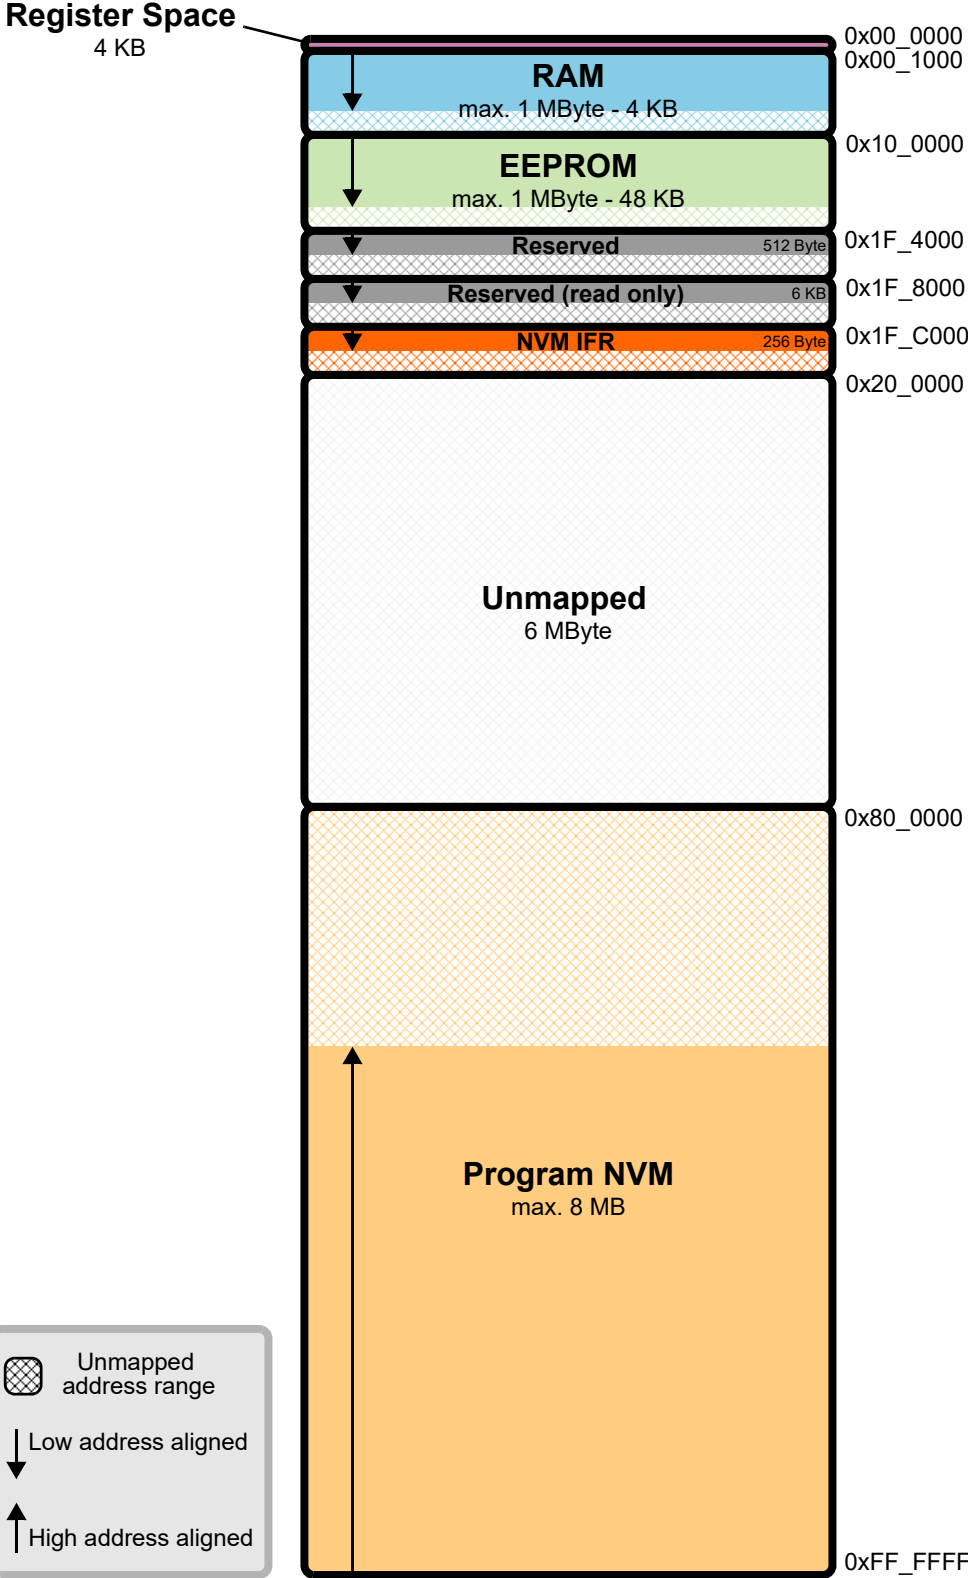 Register Space
4 KB
0x00_0000
0x00_1000
RAM
max. 1 MByte - 4 KB
0x10_0000
EEPROM
max. 1 MByte - 48 KB
0x1F_4000
Reserved
512 Byte
0x1F_8000
Reserved (read only)
6 KB
0x1F_C000
NVM IFR
256 Byte
0x20_0000
Unmapped
6 MByte
0x80_0000
Program NVM
max. 8 MB
0xFF_FFFF
Unmapped
address range
Low address aligned
High address aligned